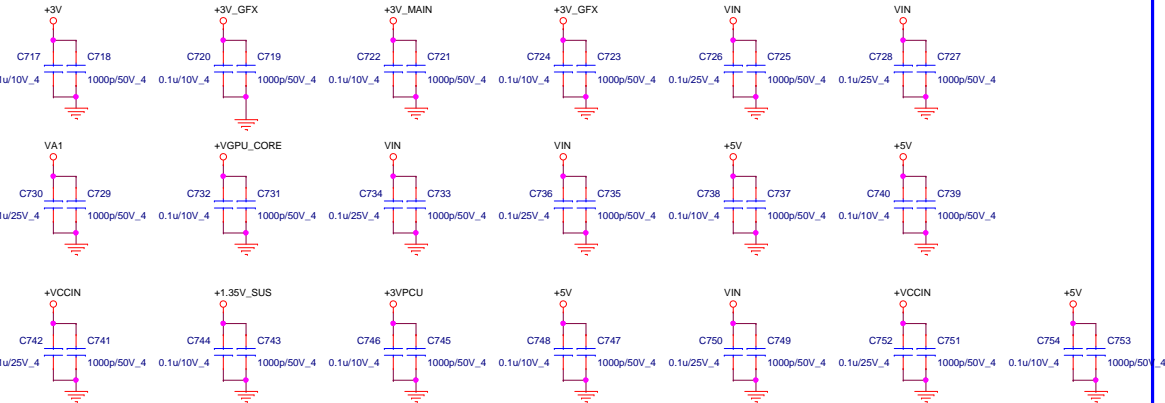 +3V +3V_GFX +3V_MAIN +3V_GFX VIN VIN
C717 C718 C720 C719 C722 C721 C724 C723 C726 C725 C728 C727
1u/10V_4 1000p/50V_4 0.1u/10V_4 1000p/50V_4 0.1u/10V_4 1000p/50V_4 0.1u/10V_4 1000p/50V_4 0.1u/25V_4 1000p/50V_4 0.1u/25V_4 1000p/50V_4
VA1 +VGPU_CORE VIN VIN +5V +5V
C730 C729 C732 C731 C734 C733 C736 C735 C738 C737 C740 C739
1u/25V_4 1000p/50V_4 0.1u/10V_4 1000p/50V_4 0.1u/25V_4 1000p/50V_4 0.1u/25V_4 1000p/50V_4 0.1u/10V_4 1000p/50V_4 0.1u/10V_4 1000p/50V_4
+VCCIN +1.35V_SUS +3VPCU +5V VIN +VCCIN +5V
C742 C741 C744 C743 C746 C745 C748 C747 C750 C749 C752 C751 C754 C753
1u/25V_4 1000p/50V_4 0.1u/10V_4 1000p/50V_4 0.1u/10V_4 1000p/50V_4 0.1u/10V_4 1000p/50V_4 0.1u/25V_4 1000p/50V_4 0.1u/25V_4 1000p/50V_4 0.1u/10V_4 1000p/50V_4